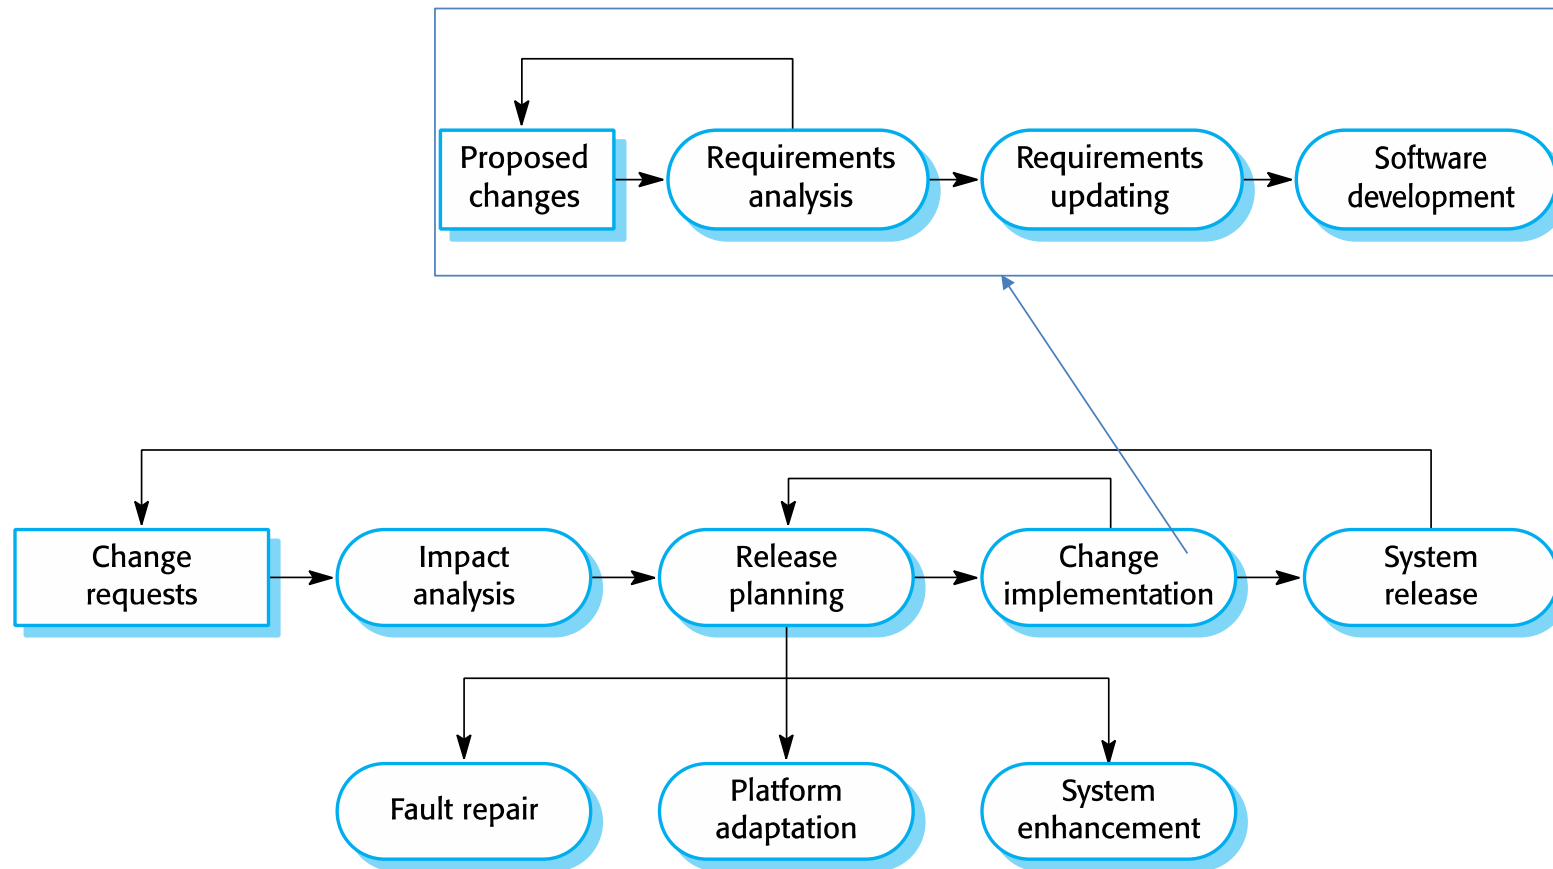 Proposed
changes
Requirements
analysis
Requirements
updating
Software
development
Change
requests
Impact
analysis
Release
planning
Change
implementation
System
release
Fault repair
Platform
adaptation
System
enhancement